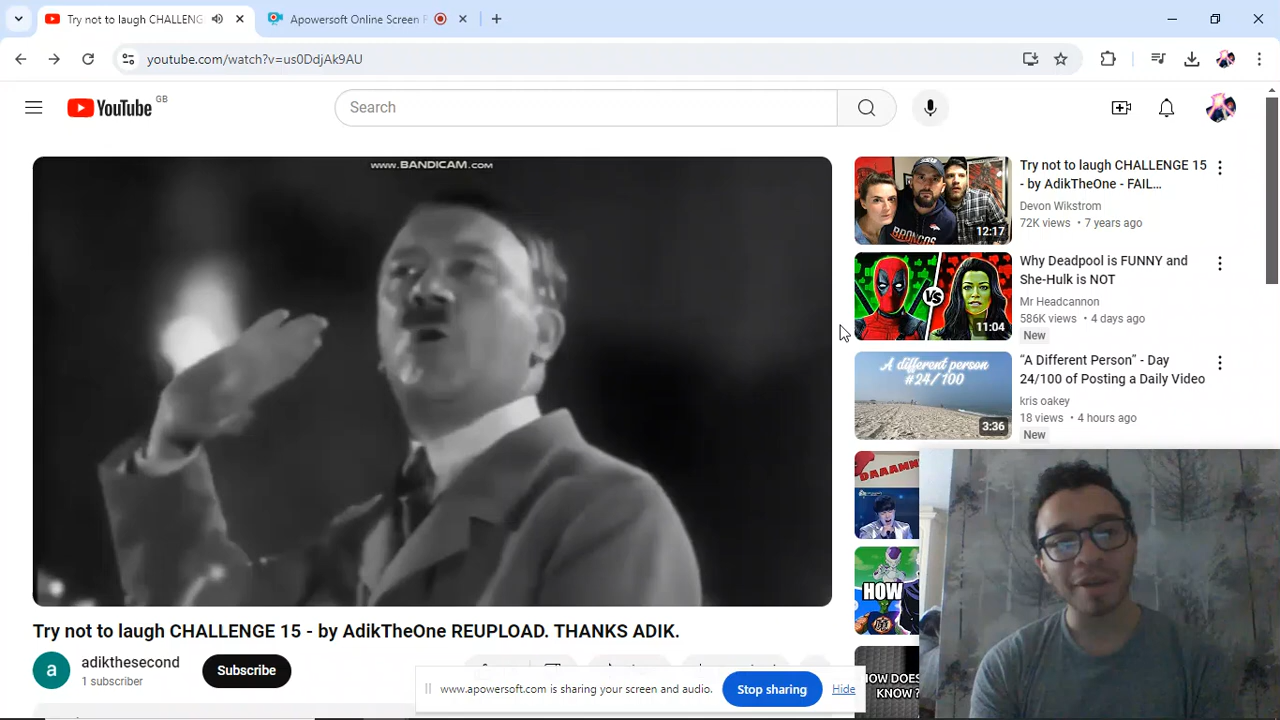 Try not to laugh CHALLENGE
Apowersoft Online Screen
youtube.com/watch?v=us0DdjAk9AU
YouTube GB
Search
www.BANDICAM.com
BRONCOS
12:17
Try not to laugh CHALLENGE 15
- by AdikTheOne - FAIL...
Devon Wikstrom
72K views • 7 years ago
VS
11:04
Why Deadpool is FUNNY and
She-Hulk is NOT
Mr Headcannon
586K views • 4 days ago
New
A different person
#24/100
3:36
“A Different Person” - Day
24/100 of Posting a Daily Video
kris oakey
18 views • 4 hours ago
New
DAAAMN
HOW
HOW DOES
KNOW?
Try not to laugh CHALLENGE 15 - by AdikTheOne REUPLOAD. THANKS ADIK.
a
adikthesecond
1 subscriber
Subscribe
www.apowersoft.com is sharing your screen and audio.
Stop sharing
Hide